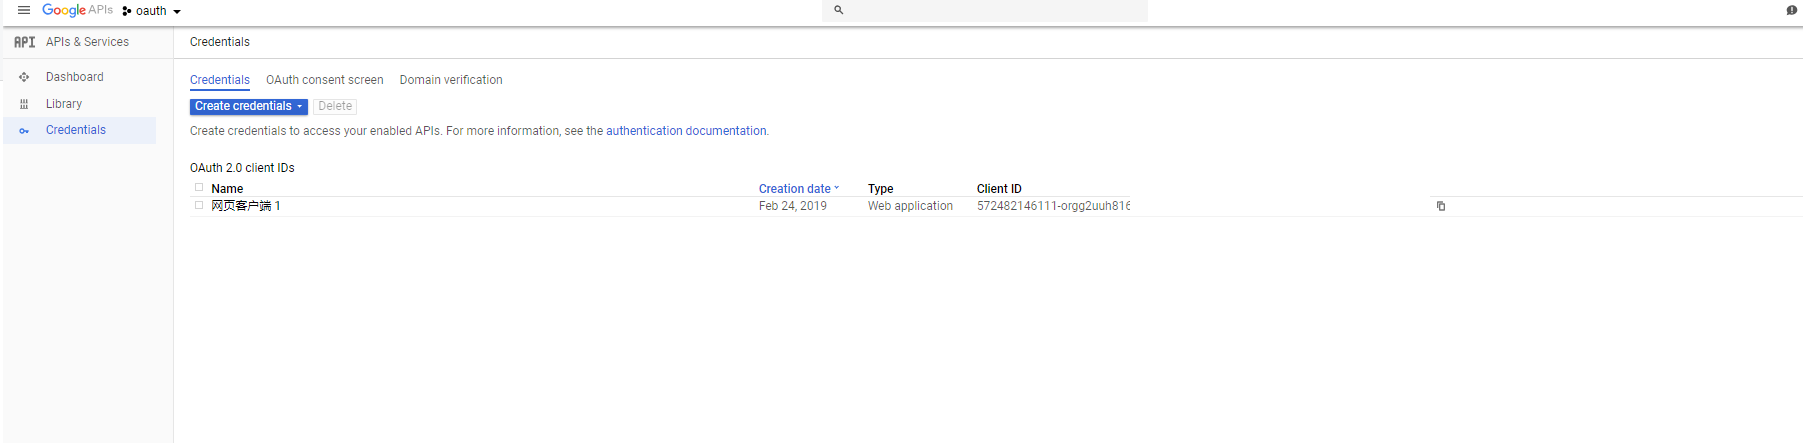 Google APIs oauth
API APIs & Services
Credentials
Dashboard
Library
Credentials
Credentials OAuth consent screen Domain verification
Create credentials Delete
Create credentials to access your enabled APIs. For more information, see the authentication documentation.
OAuth 2.0 client IDs
Name Creation date Type Client ID
网页客户端 1 Feb 24, 2019 Web application 572482146111-orgg2uuh816